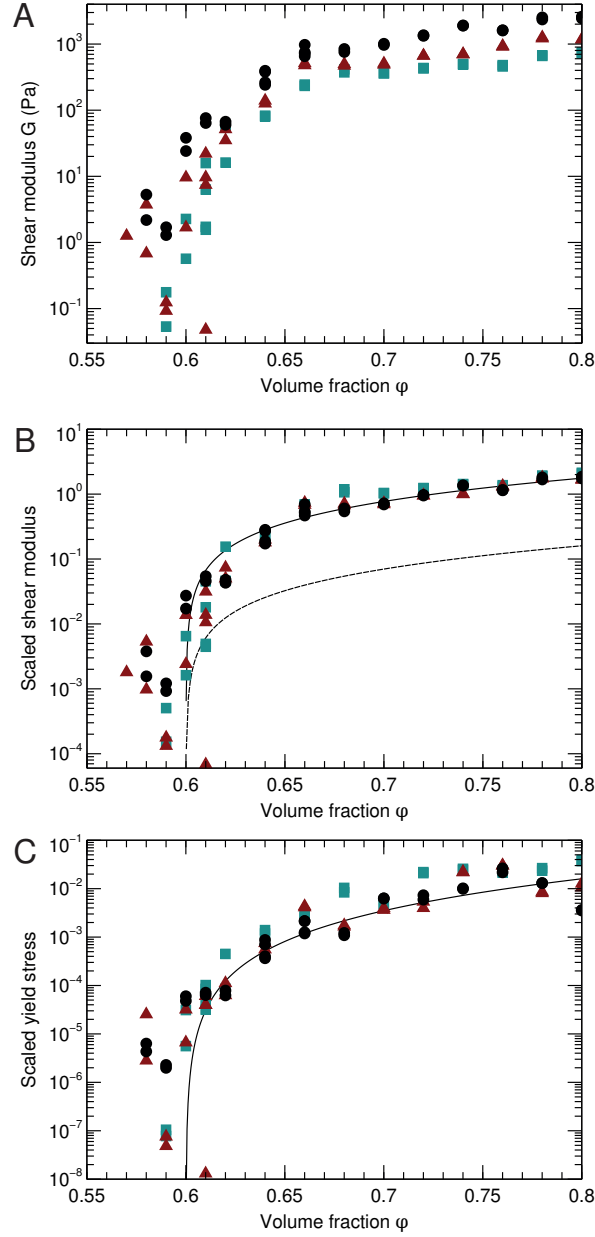 A
Shear modulus G (Pa)
10³
10²
10¹
10⁰
10⁻¹
0.55 0.6 0.65 0.7 0.75 0.8
Volume fraction φ
B
Scaled shear modulus
10¹
10⁰
10⁻¹
10⁻²
10⁻³
10⁻⁴
0.55 0.6 0.65 0.7 0.75 0.8
Volume fraction φ
C
Scaled yield stress
10⁻¹
10⁻²
10⁻³
10⁻⁴
10⁻⁵
10⁻⁶
10⁻⁷
10⁻⁸
0.55 0.6 0.65 0.7 0.75 0.8
Volume fraction φ